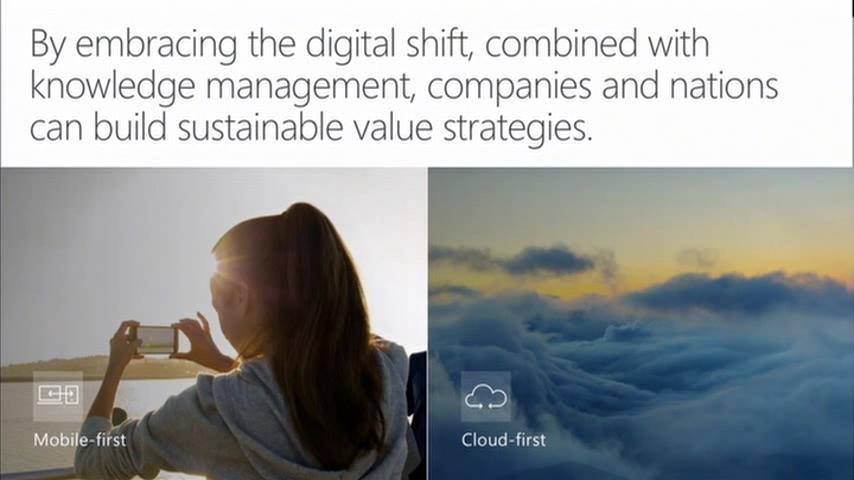 By embracing the digital shift, combined with
knowledge management, companies and nations
can build sustainable value strategies.
Mobile-first
Cloud-first